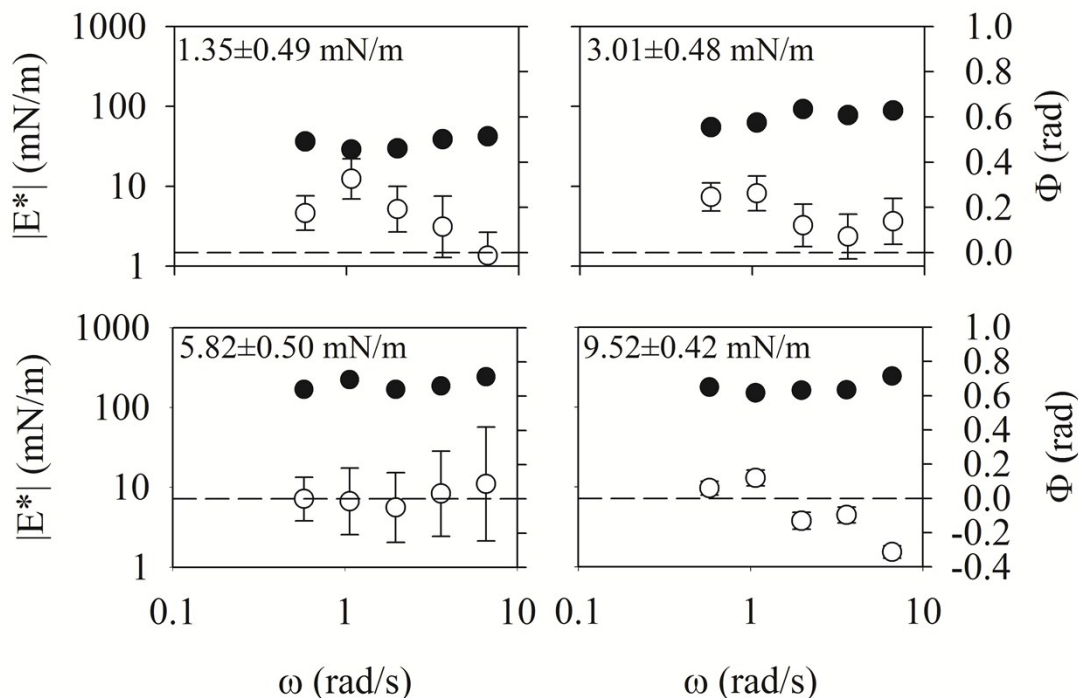 1.35±0.49 mN/m
3.01±0.48 mN/m
|E*| (mN/m)
1000
100
10
1
1.0
0.8
0.6
0.4
0.2
0.0
Φ (rad)
5.82±0.50 mN/m
9.52±0.42 mN/m
|E*| (mN/m)
1000
100
10
1
1.0
0.8
0.6
0.4
0.2
0.0
-0.2
-0.4
Φ (rad)
0.1 1 10
0.1 1 10
ω (rad/s)
ω (rad/s)